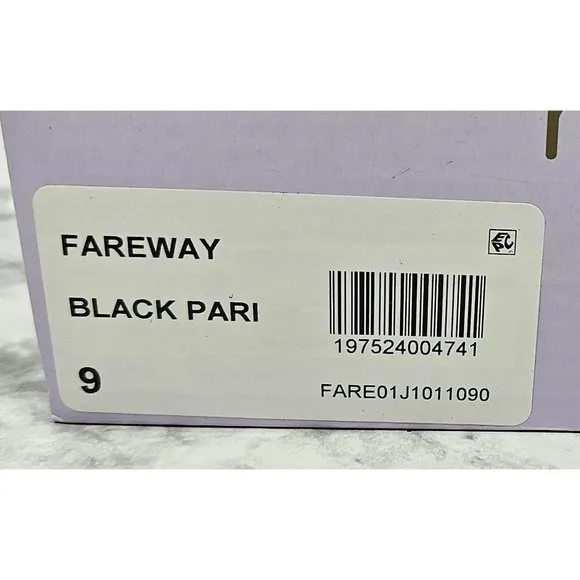 FAREWAY
BLACK PARI
9
197524004741
FARE01J1011090